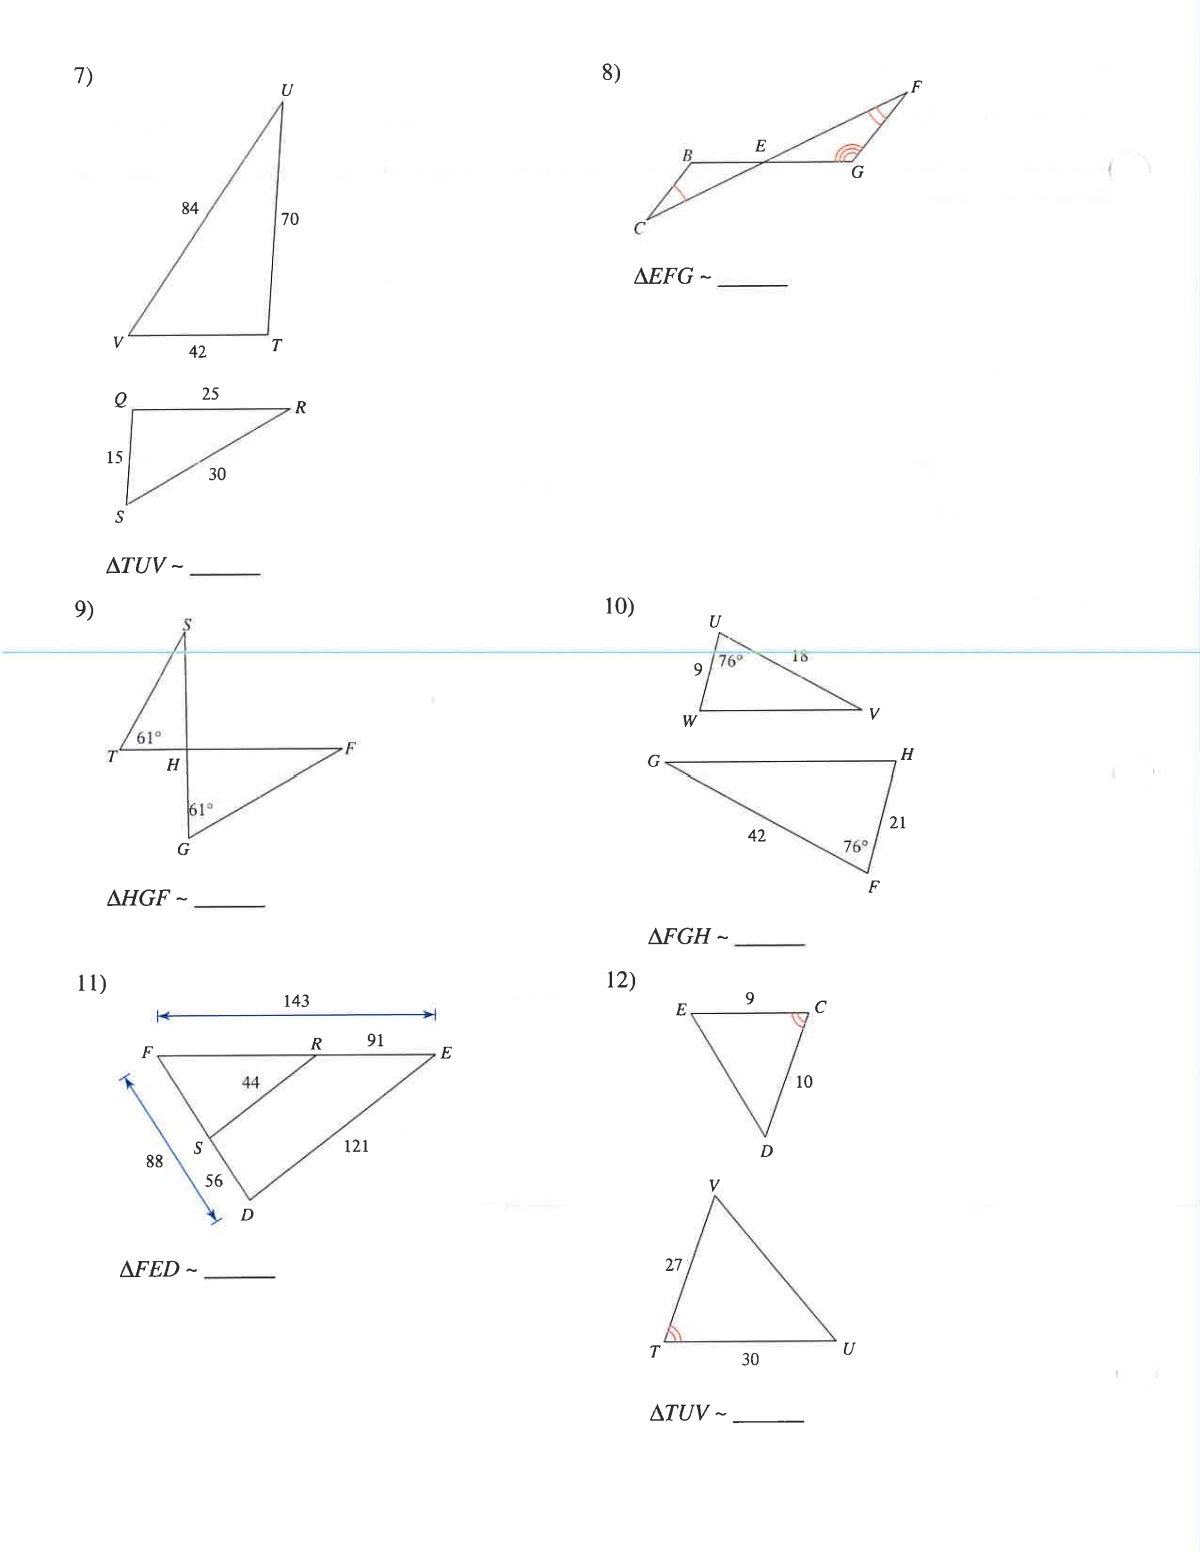 7)
U
84
70
V
42
T
Q
25
R
15
30
S
ΔTUV ~ ______
8)
F
B
E
G
C
ΔEFG ~ ______
9)
S
61°
T
H
F
61°
G
ΔHGF ~ ______
10)
U
9
76°
18
W
V
G
H
42
21
76°
F
ΔFGH ~ ______
11)
143
F
R
91
E
44
S
121
88
56
D
ΔFED ~ ______
12)
E
9
C
10
D
V
27
T
30
U
ΔTUV ~ ______